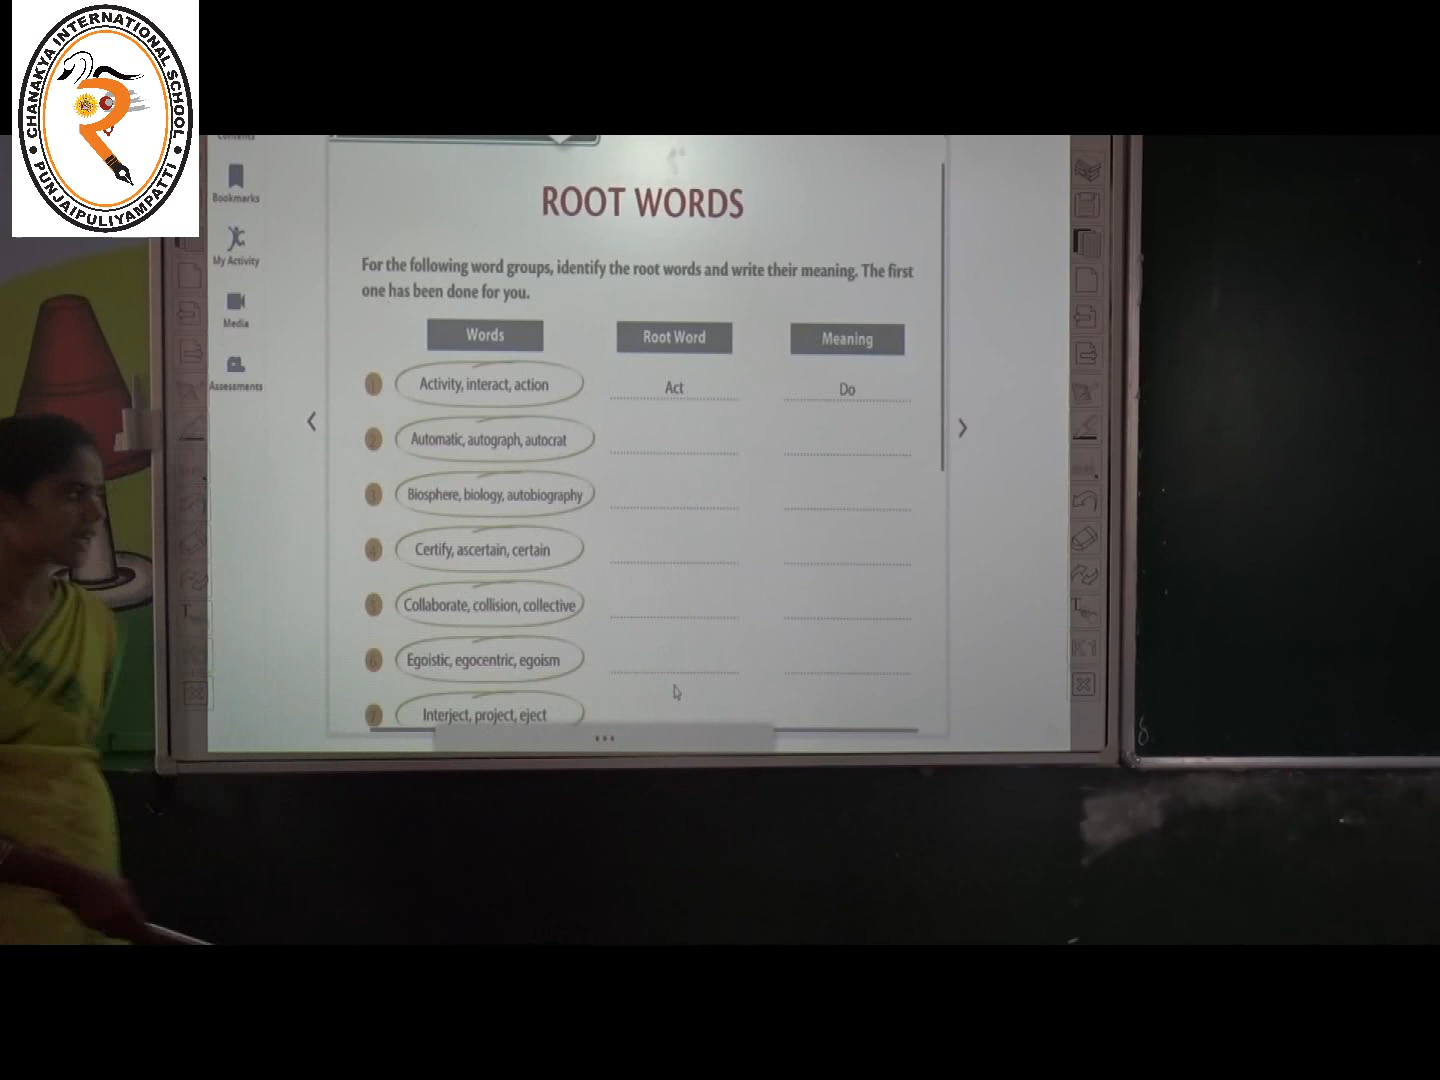 CHANAKYA INTERNATIONAL SCHOOL
PUNJAIPULIYAMPATTI
Contents
Bookmarks
My Activity
Media
Assessments
ROOT WORDS
For the following word groups, identify the root words and write their meaning. The first
one has been done for you.
Words Root Word Meaning
1 Activity, interact, action Act Do
2 Automatic, autograph, autocrat
3 Biosphere, biology, autobiography
4 Certify, ascertain, certain
5 Collaborate, collision, collective
6 Egoistic, egocentric, egoism
7 Interject, project, eject